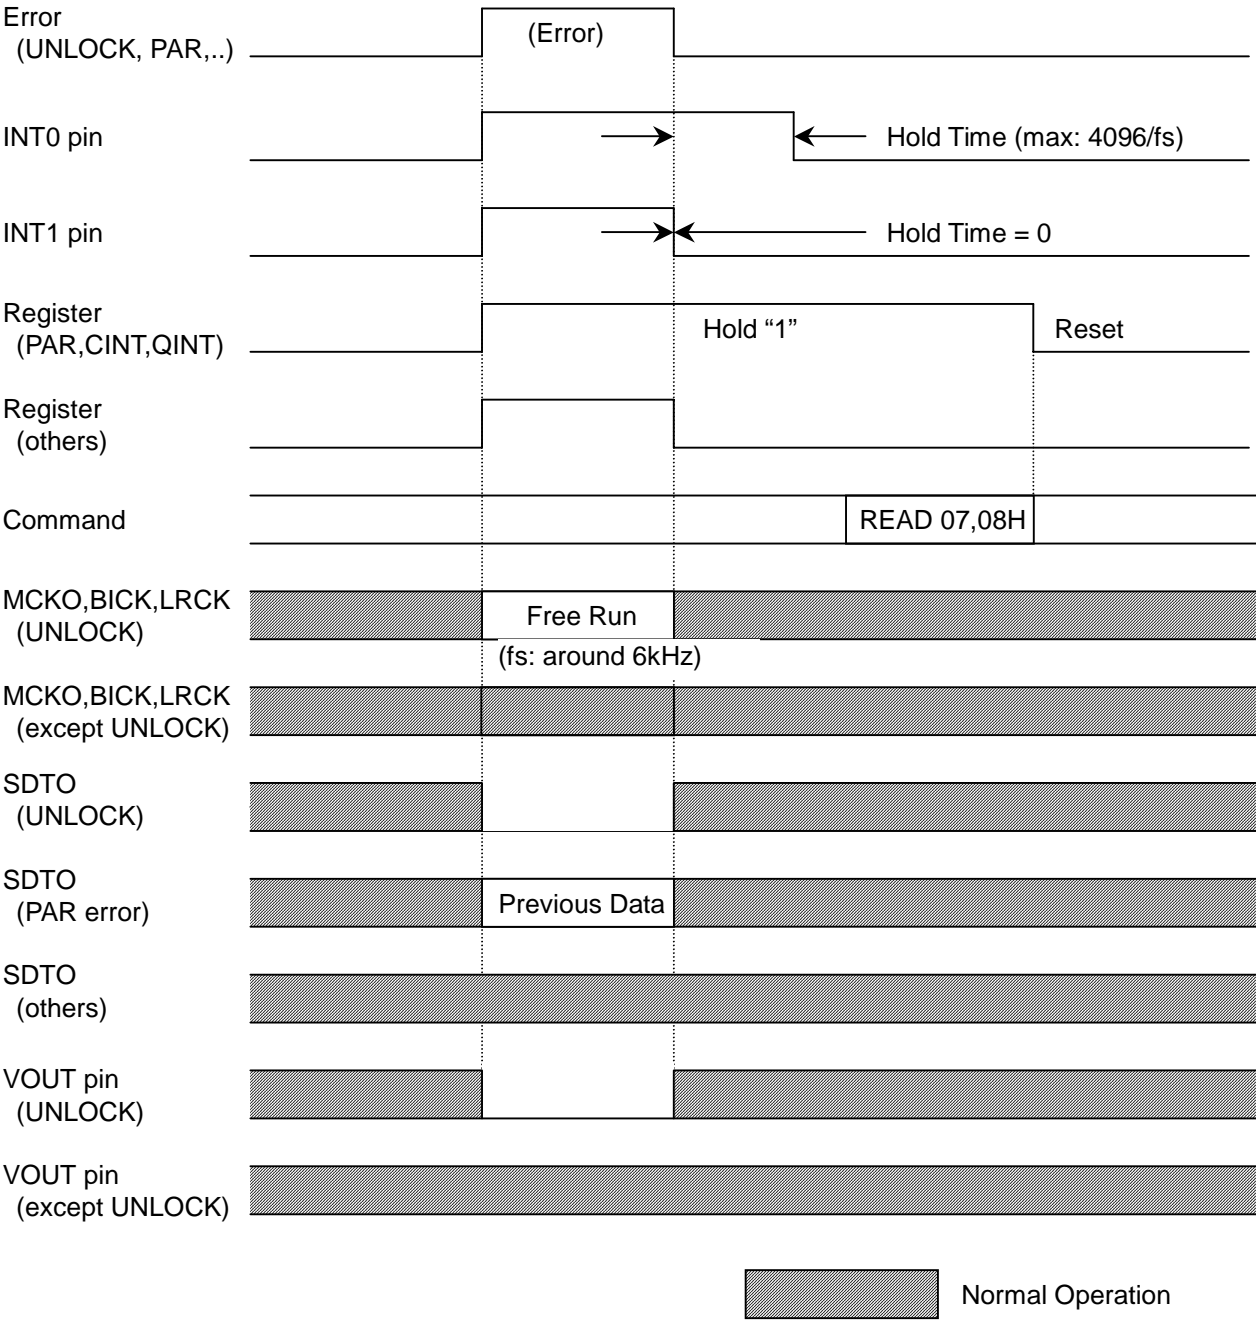 Error
(UNLOCK, PAR,..)
(Error)
INT0 pin
Hold Time (max: 4096/fs)
INT1 pin
Hold Time = 0
Register
(PAR,CINT,QINT)
Hold “1”
Reset
Register
(others)
Command
READ 07,08H
MCKO,BICK,LRCK
(UNLOCK)
Free Run
(fs: around 6kHz)
MCKO,BICK,LRCK
(except UNLOCK)
SDTO
(UNLOCK)
SDTO
(PAR error)
Previous Data
SDTO
(others)
VOUT pin
(UNLOCK)
VOUT pin
(except UNLOCK)
Normal Operation